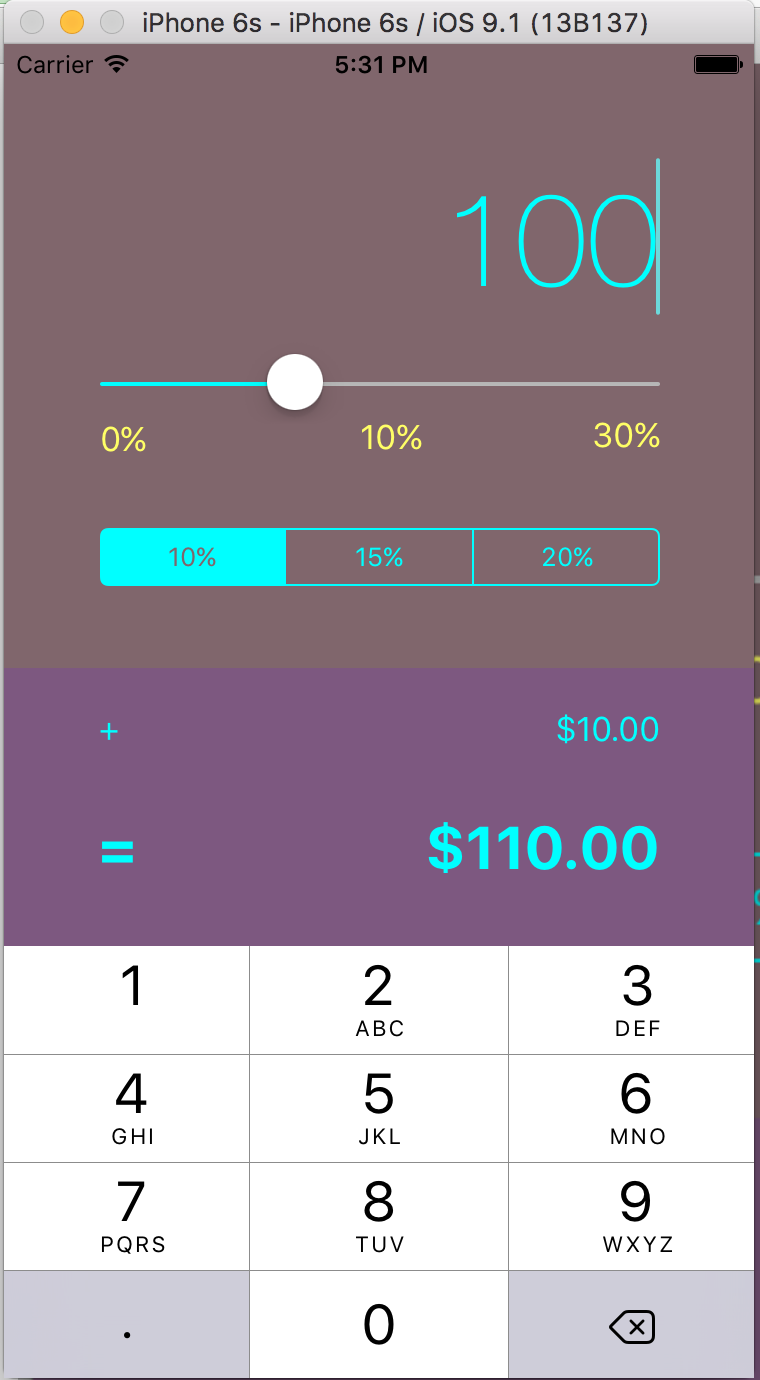 iPhone 6s - iPhone 6s / iOS 9.1 (13B137)
Carrier 5:31 PM
100
0% 10% 30%
10% 15% 20%
+ $10.00
= $110.00
1 2 3
ABC DEF
4 5 6
GHI JKL MNO
7 8 9
PQRS TUV WXYZ
. 0